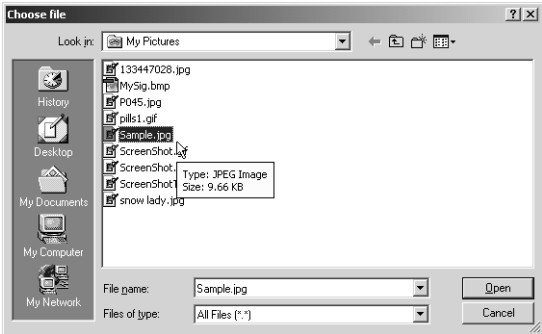 Choose file
Look in:
My Pictures
History
Desktop
My Documents
My Computer
My Network
133447028.jpg
MySig.bmp
P045.jpg
pills1.gif
Sample.jpg
ScreenShot.
ScreenShot.
ScreenShot
snow lady.jpg
Type: JPEG Image
Size: 9.66 KB
File name:
Sample.jpg
Open
Files of type:
All Files (*.*)
Cancel